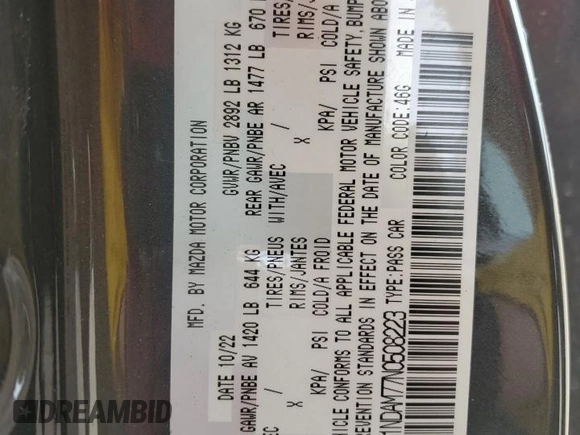 MFD. BY MAZDA MOTOR CORPORATION
DATE 10/22 GVWR/PNBV 2892 LB 1312 KG
GAWR/PNBE AV 1420 LB 644 KG REAR GAWR/PNBE AR 1477 LB 670
TIRES/PNEUS WITH/AVEC TIRES/
RIMS/JANTES X RIMS/
KPA/ PSI COLD/A FROID KPA/ PSI COLD/A
CONFORMS TO ALL APPLICABLE FEDERAL MOTOR VEHICLE SAFETY, BUMP
STANDARDS IN EFFECT ON THE DATE OF MANUFACTURE SHOWN ABO
1NDAM77N0508223 TYPE:PASS CAR COLOR CODE:46G MADE IN
DREAMBID